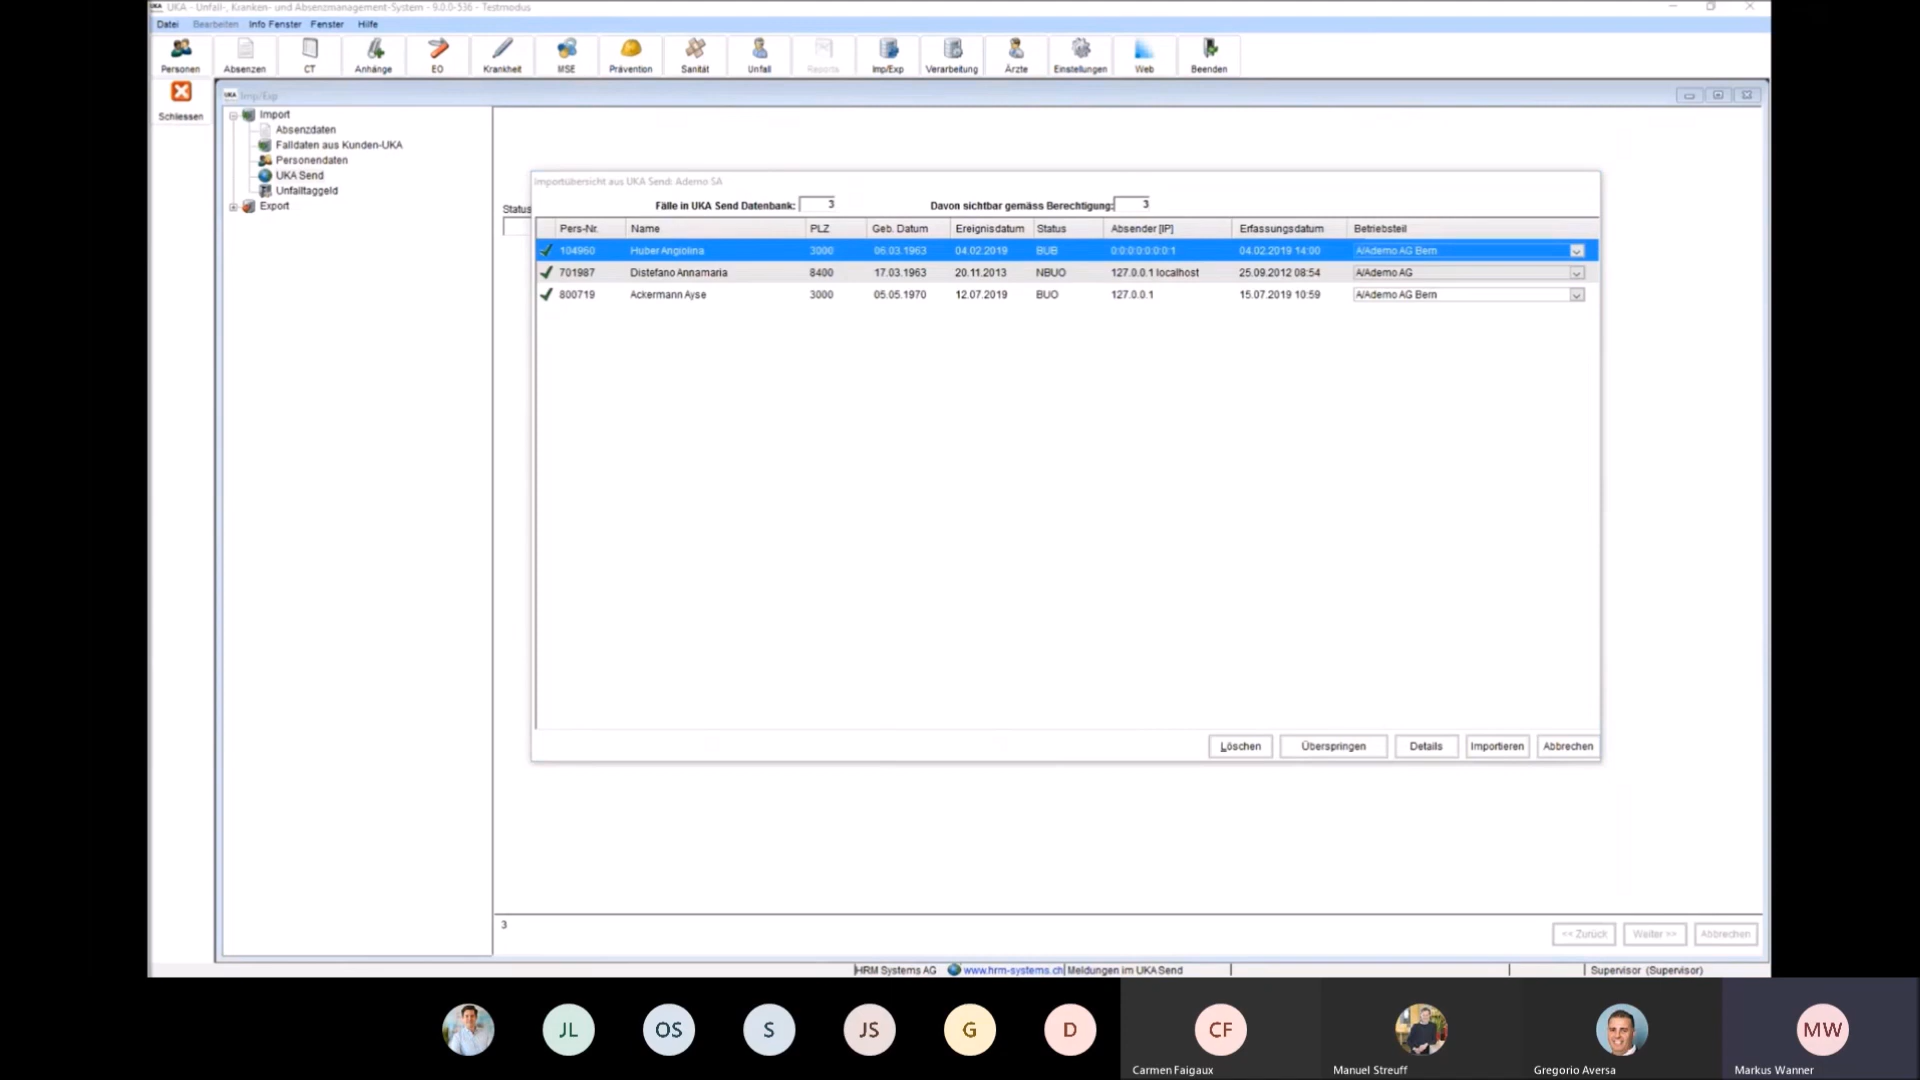 UKA - Unfall-, Kranken- und Absenzmanagement-System - 9.0.0-536 - Testmodus
Datei Bearbeiten Info Fenster Fenster Hilfe
Personen Absenzen CT Anhänge EO Krankheit MSE Prävention Sanität Unfall Reports Imp/Exp Verarbeitung Ärzte Einstellungen Web Beenden
Schliessen
UKA Imp/Exp
Import
Absenzdaten
Falldaten aus Kunden-UKA
Personendaten
UKA Send
Unfalltaggeld
Export
Status
Importübersicht aus UKA Send: Ademo SA
Fälle in UKA Send Datenbank: 3 Davon sichtbar gemäss Berechtigung: 3
Pers-Nr. Name PLZ Geb. Datum Ereignisdatum Status Absender [IP] Erfassungsdatum Betriebsteil
104960 Huber Angiolina 3000 06.03.1963 04.02.2019 BUB 0:0:0:0:0:0:0:1 04.02.2019 14:00 A/Ademo AG Bern
701987 Distefano Annamaria 8400 17.03.1963 20.11.2013 NBUO 127.0.0.1 localhost 25.09.2012 08:54 A/Ademo AG
800719 Ackermann Ayse 3000 05.05.1970 12.07.2019 BUO 127.0.0.1 15.07.2019 10:59 A/Ademo AG Bern
Löschen Überspringen Details Importieren Abbrechen
3
<< Zurück Weiter >> Abbrechen
HRM Systems AG www.hrm-systems.ch Meldungen im UKA Send Supervisor (Supervisor)
JL OS S JS G D CF MW
Carmen Faigaux Manuel Streuff Gregorio Aversa Markus Wanner